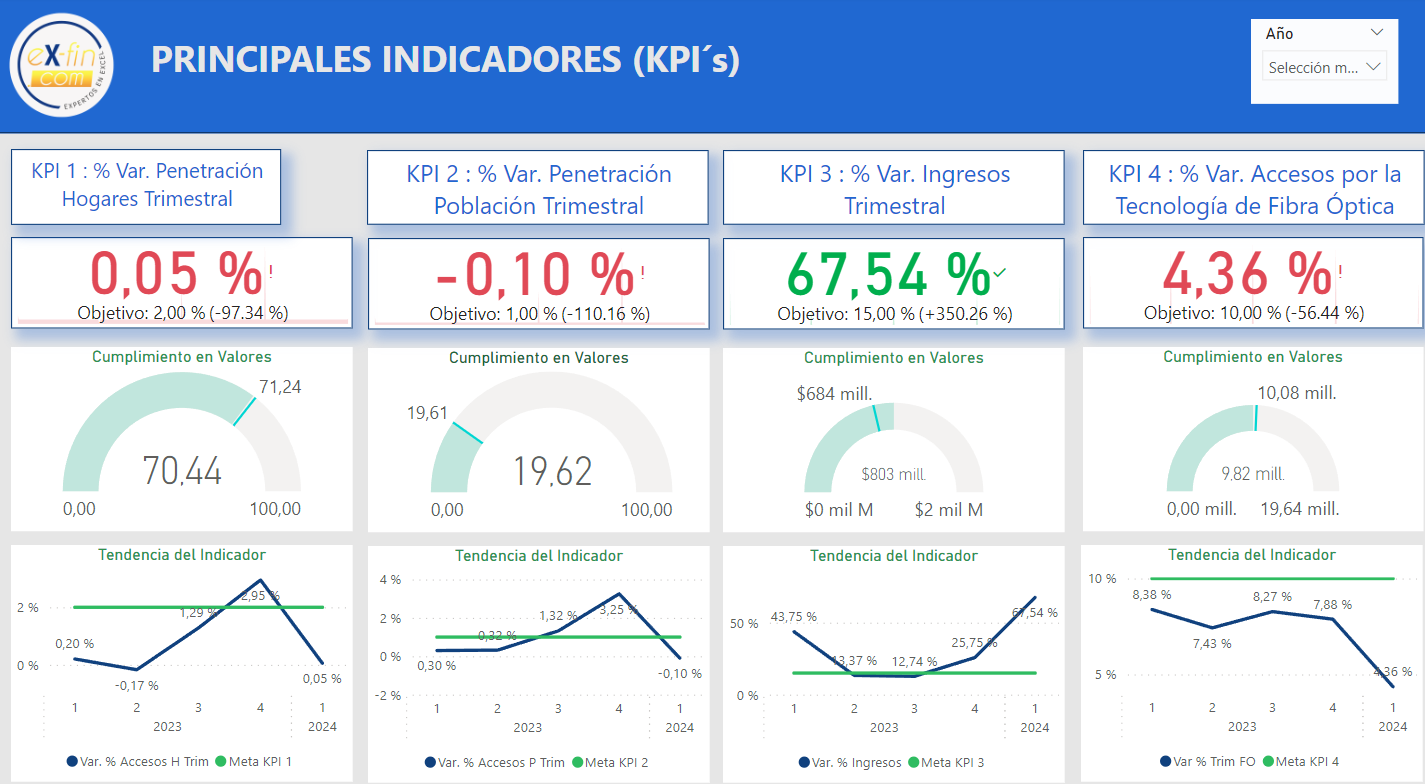 eX-fin
.com
EXPERTOS EN EXCEL
PRINCIPALES INDICADORES (KPI´s)
Año
Selección m...
KPI 1 : % Var. Penetración
Hogares Trimestral
0,05 %!
Objetivo: 2,00 % (-97.34 %)
Cumplimiento en Valores
71,24
70,44
0,00
100,00
Tendencia del Indicador
2 %
0 %
0,20 %
-0,17 %
1,29 %
2,95 %
0,05 %
1
2
3
4
1
2023
2024
Var. % Accesos H Trim
Meta KPI 1
KPI 2 : % Var. Penetración
Población Trimestral
-0,10 %!
Objetivo: 1,00 % (-110.16 %)
Cumplimiento en Valores
19,61
19,62
0,00
100,00
Tendencia del Indicador
4 %
2 %
0 %
-2 %
0,30 %
0,32 %
1,32 %
3,25 %
-0,10 %
1
2
3
4
1
2023
2024
Var. % Accesos P Trim
Meta KPI 2
KPI 3 : % Var. Ingresos
Trimestral
67,54 %
Objetivo: 15,00 % (+350.26 %)
Cumplimiento en Valores
$684 mill.
$803 mill.
$0 mil M
$2 mil M
Tendencia del Indicador
50 %
0 %
43,75 %
13,37 %
12,74 %
25,75 %
67,54 %
1
2
3
4
1
2023
2024
Var. % Ingresos
Meta KPI 3
KPI 4 : % Var. Accesos por la
Tecnología de Fibra Óptica
4,36 %!
Objetivo: 10,00 % (-56.44 %)
Cumplimiento en Valores
10,08 mill.
9,82 mill.
0,00 mill.
19,64 mill.
Tendencia del Indicador
10 %
5 %
8,38 %
7,43 %
8,27 %
7,88 %
4,36 %
1
2
3
4
1
2023
2024
Var % Trim FO
Meta KPI 4